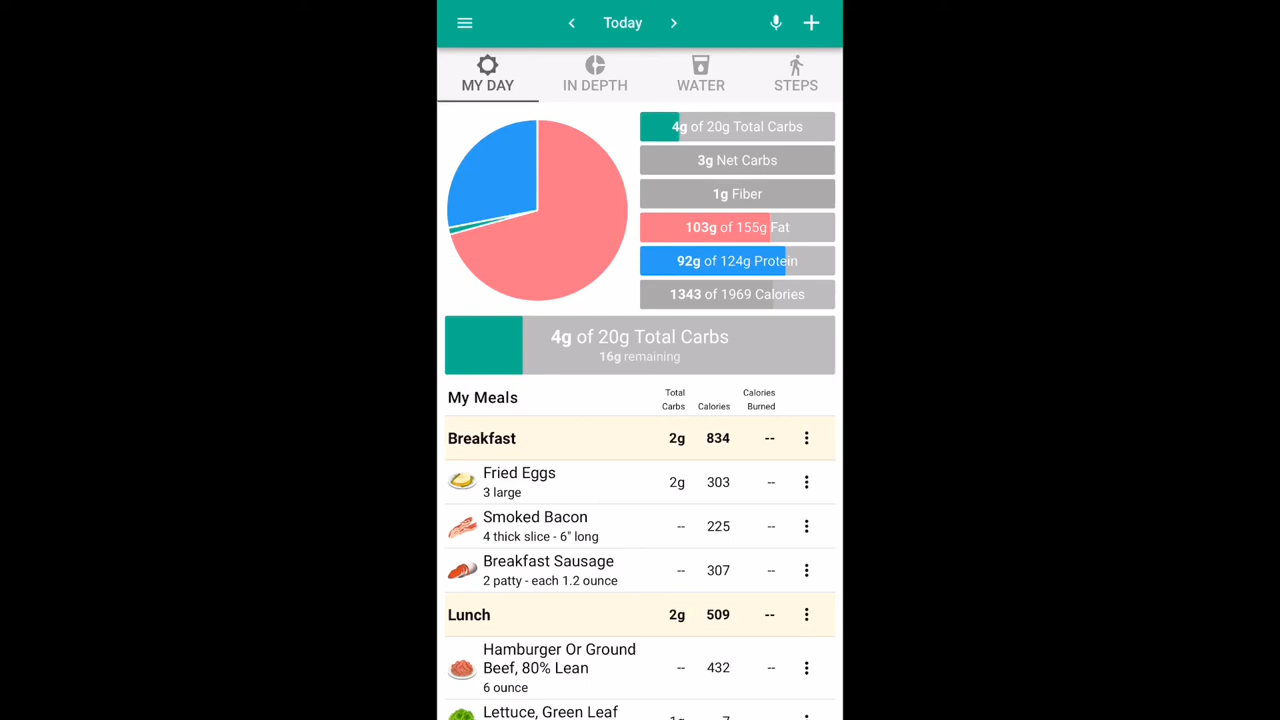 Today
MY DAY
IN DEPTH
WATER
STEPS
4g of 20g Total Carbs
3g Net Carbs
1g Fiber
103g of 155g Fat
92g of 124g Protein
1343 of 1969 Calories
4g of 20g Total Carbs
16g remaining
My Meals
Total Carbs
Calories
Calories Burned
Breakfast 2g 834 --
Fried Eggs
3 large
2g 303 --
Smoked Bacon
4 thick slice - 6" long
-- 225 --
Breakfast Sausage
2 patty - each 1.2 ounce
-- 307 --
Lunch 2g 509 --
Hamburger Or Ground
Beef, 80% Lean
6 ounce
-- 432 --
Lettuce, Green Leaf